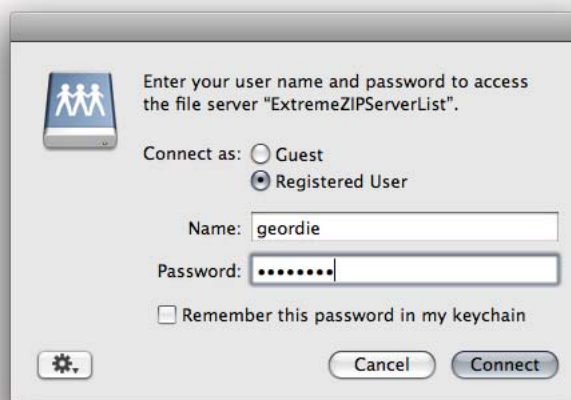 Enter your user name and password to access
the file server “ExtremeZIPServerList”.
Connect as: Guest
Registered User
Name: geordie
Password: ••••••••
Remember this password in my keychain
Cancel Connect